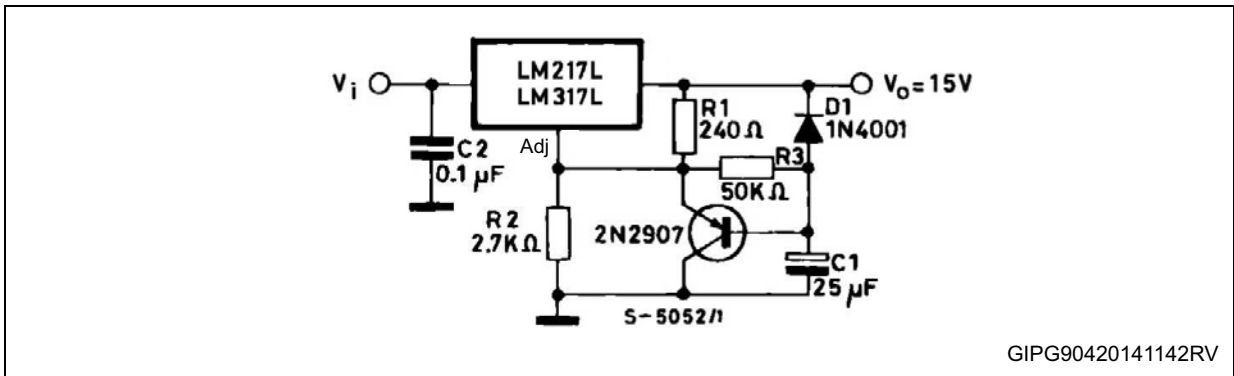 LM217L
LM317L
Vi
Vo=15V
R1
240Ω
D1
1N4001
Adj
C2
0.1 µF
R3
50KΩ
R2
2.7KΩ
2N2907
C1
25 µF
S-5052/1
GIPG90420141142RV